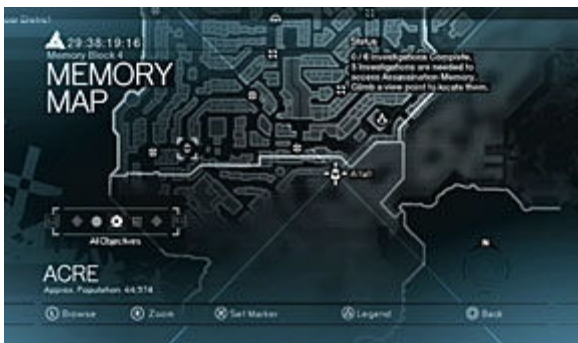 District
29:38:19:16
Memory Block 4
MEMORY
MAP
Status
0 / 6 Investigations Complete.
5 Investigations are needed to
access Assassination Memory.
Climb a view point to locate them.
Altaïr
All Objectives
ACRE
Approx. Population:
N
Browse
Zoom
Set Marker
Legend
Back